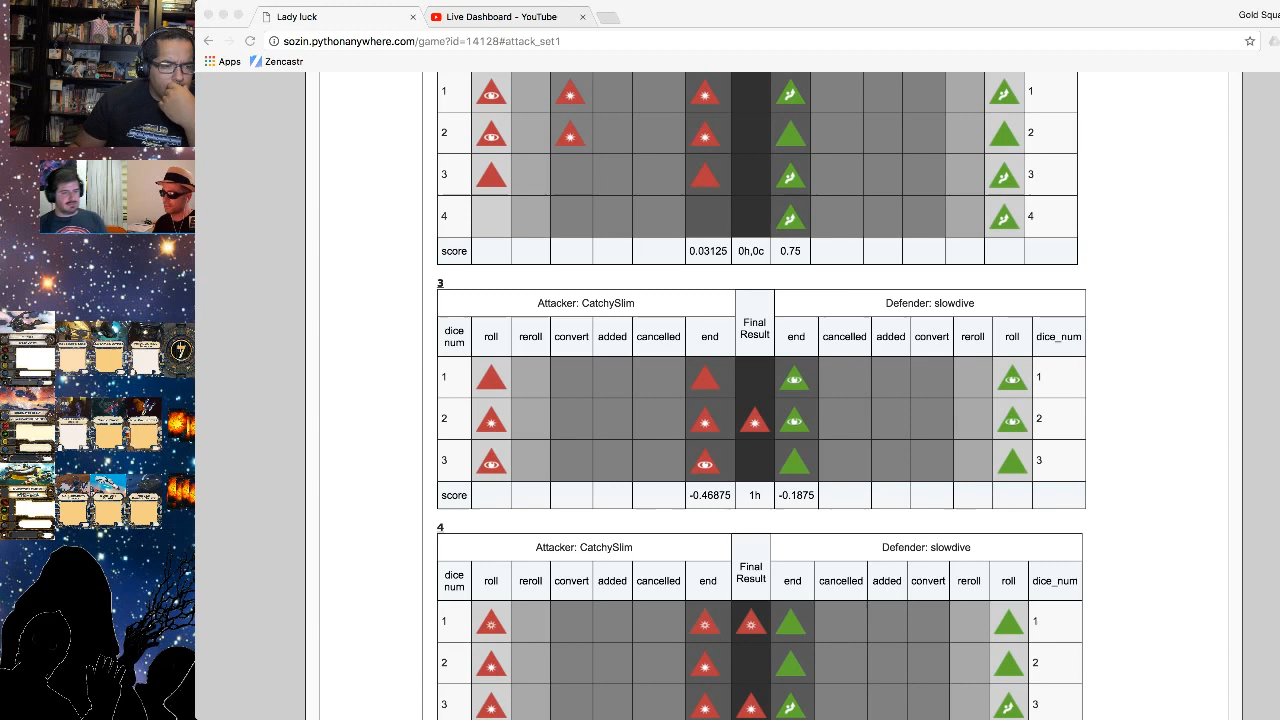 Lady luck
Live Dashboard - YouTube
Gold Squa
sozin.pythonanywhere.com/game?id=14128#attack_set1
Apps Zencastr
1 1
2 2
3 3
4 4
score 0.03125 0h,0c 0.75
3
Attacker: CatchySlim Final Result Defender: slowdive
dice num roll reroll convert added cancelled end end cancelled added convert reroll roll dice_num
1 1
2 2
3 3
score -0.46875 1h -0.1875
4
Attacker: CatchySlim Final Result Defender: slowdive
dice num roll reroll convert added cancelled end end cancelled added convert reroll roll dice_num
1 1
2 2
3 3